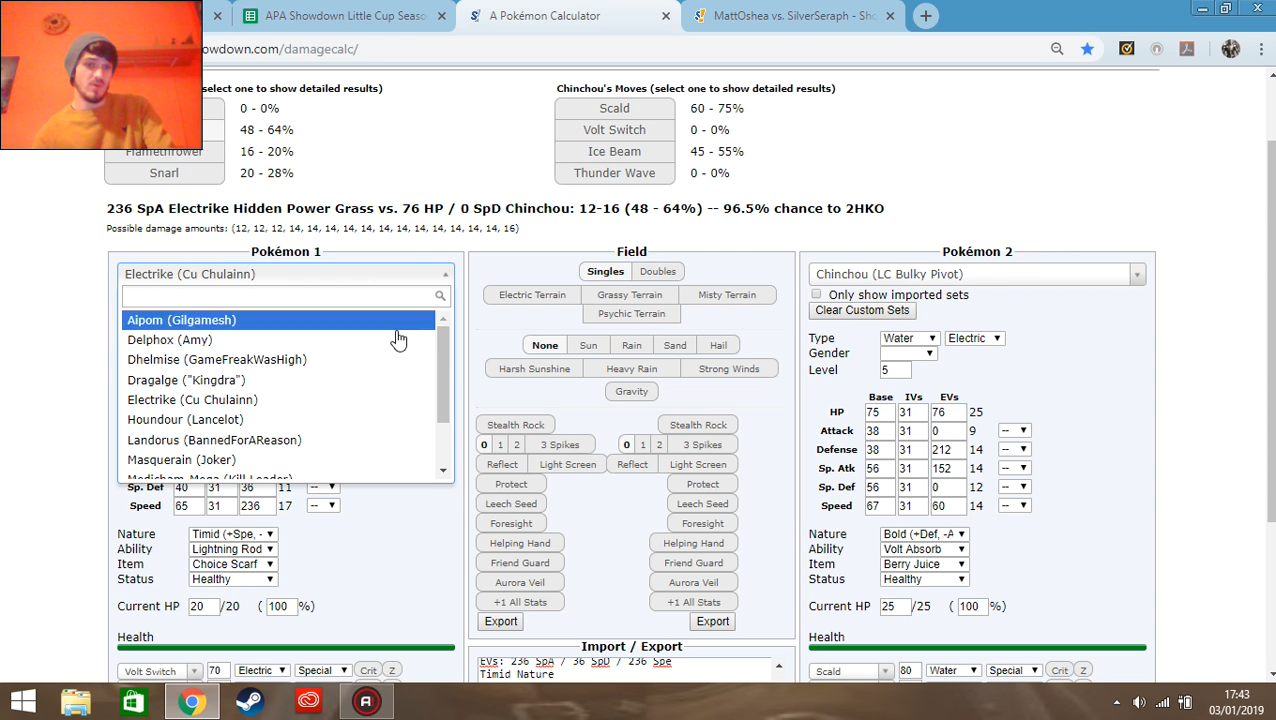 APA Showdown Little Cup Seaso
A Pokémon Calculator
MattOhea vs. SilverSeraph - Sho
owdown.com/damagecalc/
select one to show detailed results)
Chinchou's Moves (select one to show detailed results)
0 - 0%
Scald 60 - 75%
48 - 64%
Volt Switch 0 - 0%
Flamethrower 16 - 20%
Ice Beam 45 - 55%
Snarl 20 - 28%
Thunder Wave 0 - 0%
236 SpA Electrike Hidden Power Grass vs. 76 HP / 0 SpD Chinchou: 12-16 (48 - 64%) -- 96.5% chance to 2HKO
Possible damage amounts: (12, 12, 12, 14, 14, 14, 14, 14, 14, 14, 14, 14, 14, 14, 14, 16)
Pokémon 1
Electrike (Cu Chulainn)
Aipom (Gilgamesh)
Delphox (Amy)
Dhelmise (GameFreakWasHigh)
Dragalge ("Kingdra")
Electrike (Cu Chulainn)
Houndour (Lancelot)
Landorus (BannedForAReason)
Masquerain (Joker)
Medicham-Mega (Kill Leader)
Sp. Def 40 31 36 11 --
Speed 65 31 236 17 --
Nature Timid (+Spe, -
Ability Lightning Rod
Item Choice Scarf
Status Healthy
Current HP 20 /20 ( 100 %)
Health
Volt Switch 70 Electric Special Crit Z
Field
Singles Doubles
Electric Terrain Grassy Terrain Misty Terrain
Psychic Terrain
None Sun Rain Sand Hail
Harsh Sunshine Heavy Rain Strong Winds
Gravity
Stealth Rock Stealth Rock
0 1 2 3 Spikes 0 1 2 3 Spikes
Reflect Light Screen Reflect Light Screen
Protect Protect
Leech Seed Leech Seed
Foresight Foresight
Helping Hand Helping Hand
Friend Guard Friend Guard
Aurora Veil Aurora Veil
+1 All Stats +1 All Stats
Export Export
Import / Export
EVs: 236 SpA / 36 SpD / 236 Spe
Timid Nature
Pokémon 2
Chinchou (LC Bulky Pivot)
Only show imported sets
Clear Custom Sets
Type Water Electric
Gender
Level 5
Base IVs EVs
HP 75 31 76 25
Attack 38 31 0 9 --
Defense 38 31 212 14 --
Sp. Atk 56 31 152 14 --
Sp. Def 56 31 0 12 --
Speed 67 31 60 14 --
Nature Bold (+Def, -A
Ability Volt Absorb
Item Berry Juice
Status Healthy
Current HP 25 /25 ( 100 %)
Health
Scald 80 Water Special Crit Z
17:43
03/01/2019